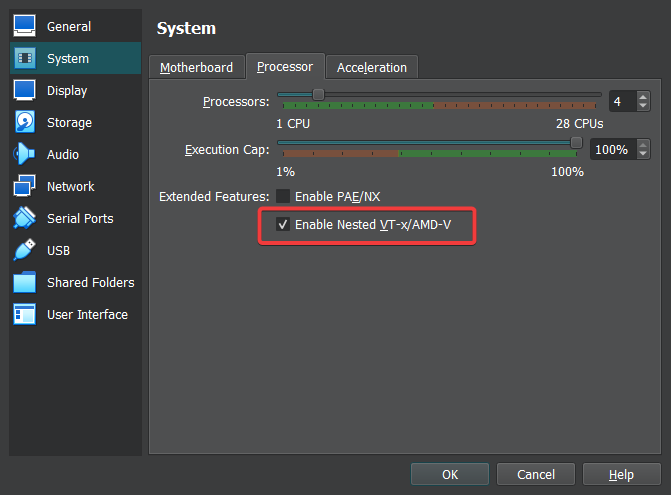 General
System
Display
Storage
Audio
Network
Serial Ports
USB
Shared Folders
User Interface
System
Motherboard Processor Acceleration
Processors: 4
1 CPU 28 CPUs
Execution Cap: 100%
1% 100%
Extended Features: Enable PAE/NX
Enable Nested VT-x/AMD-V
OK Cancel Help